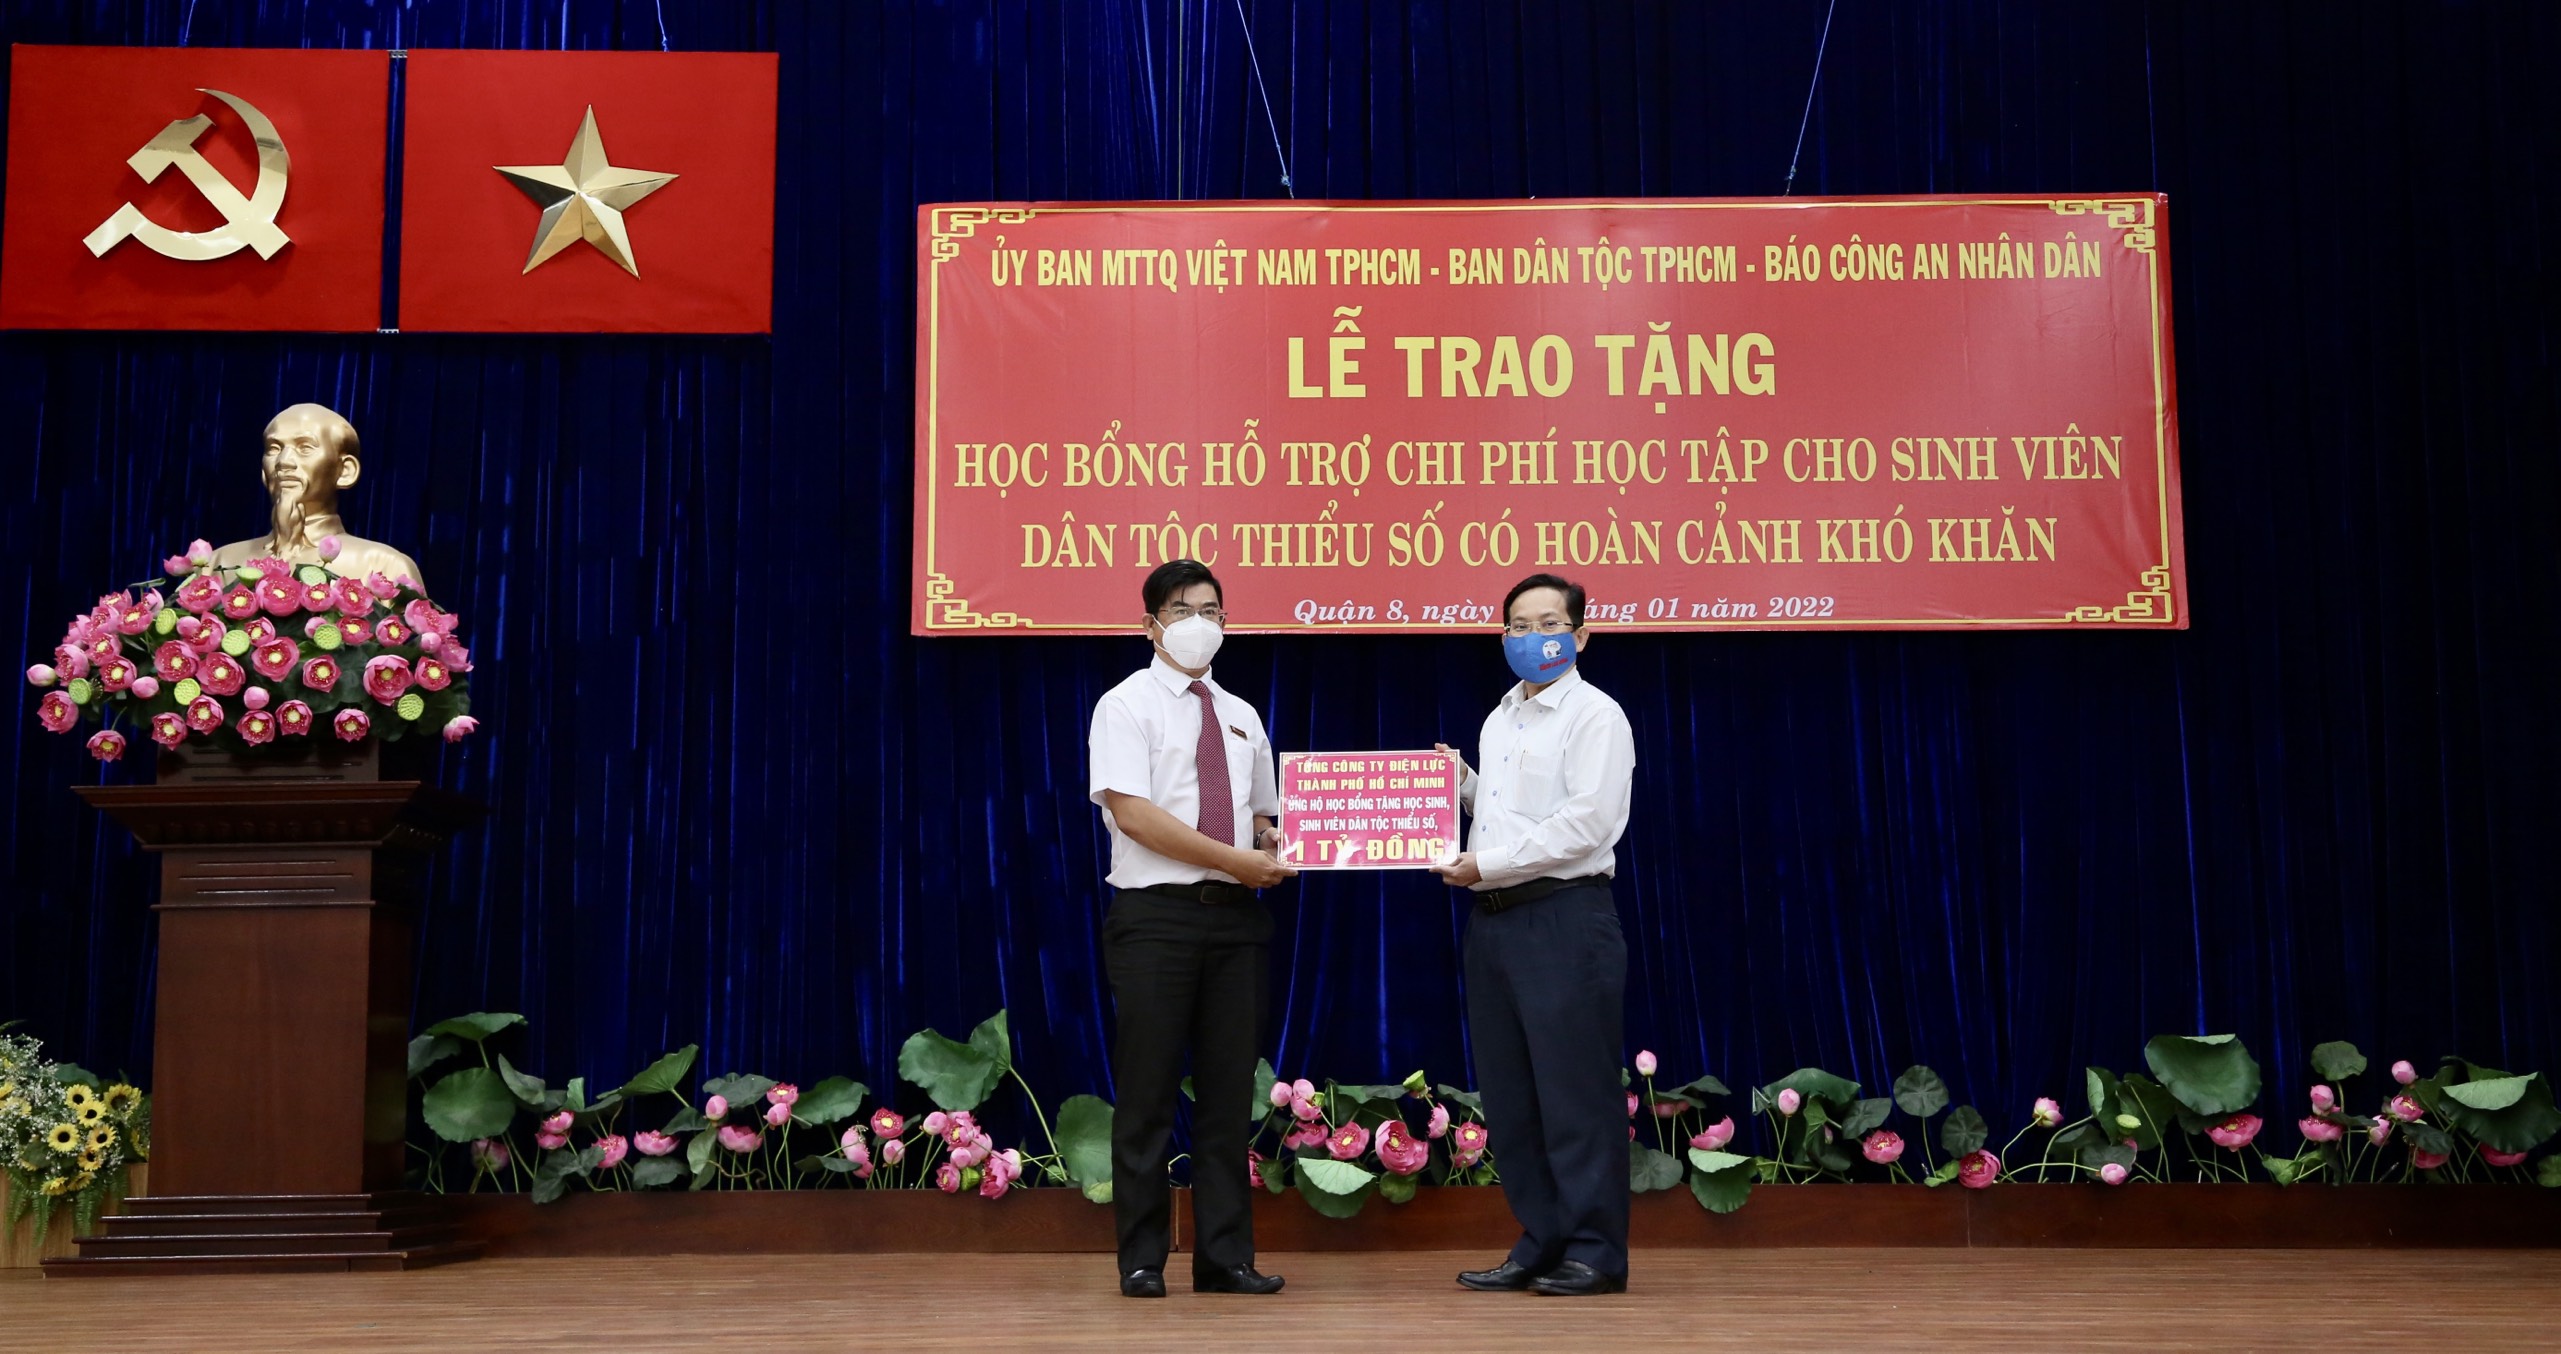 ỦY BAN MTTQ VIỆT NAM TPHCM - BAN DÂN TỘC TPHCM - BÁO CÔNG AN NHÂN DÂN
LỄ TRAO TẶNG
HỌC BỔNG HỖ TRỢ CHI PHÍ HỌC TẬP CHO SINH VIÊN
DÂN TỘC THIỂU SỐ CÓ HOÀN CẢNH KHÓ KHĂN
Quận 8, ngày 01 năm 2022
TỔNG CÔNG TY ĐIỆN LỰC
THÀNH PHỐ HỒ CHÍ MINH
ỦNG HỘ HỌC BỔNG TẶNG HỌC SINH,
SINH VIÊN DÂN TỘC THIỂU SỐ,
1 TỶ ĐỒNG